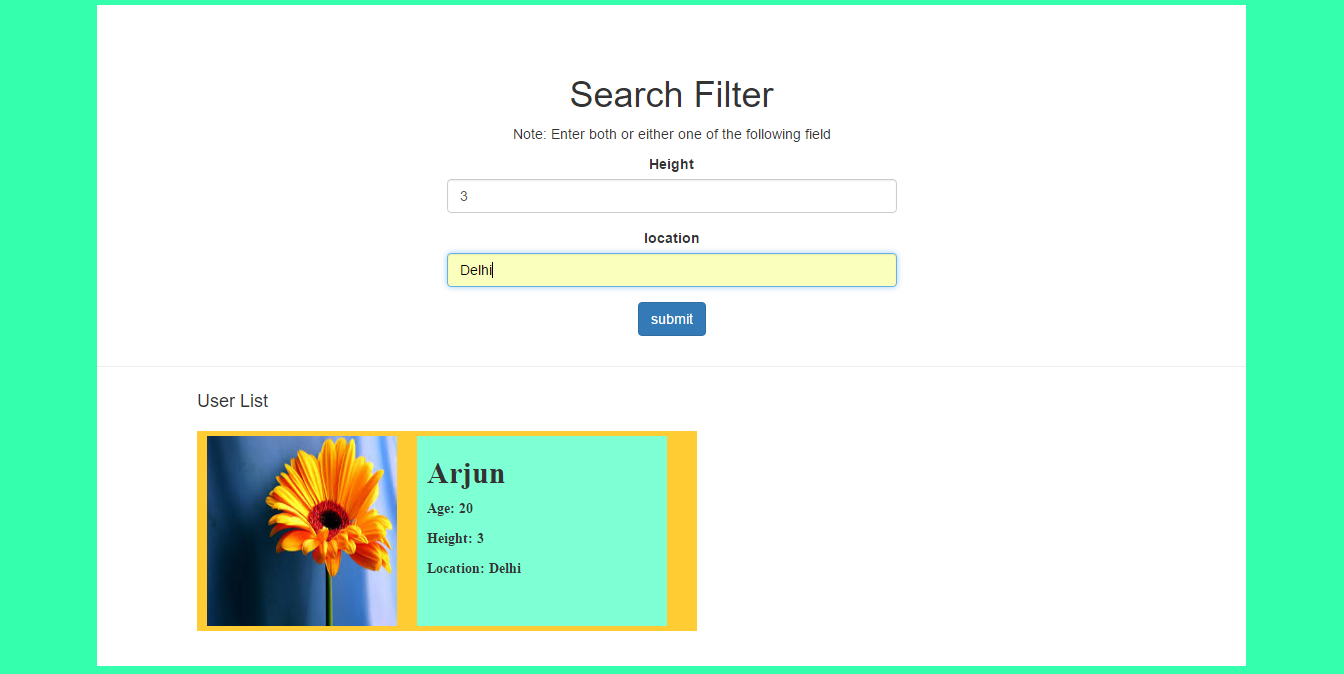 Search Filter
Note: Enter both or either one of the following field
Height
3
location
Delhi
submit
User List
Arjun
Age: 20
Height: 3
Location: Delhi